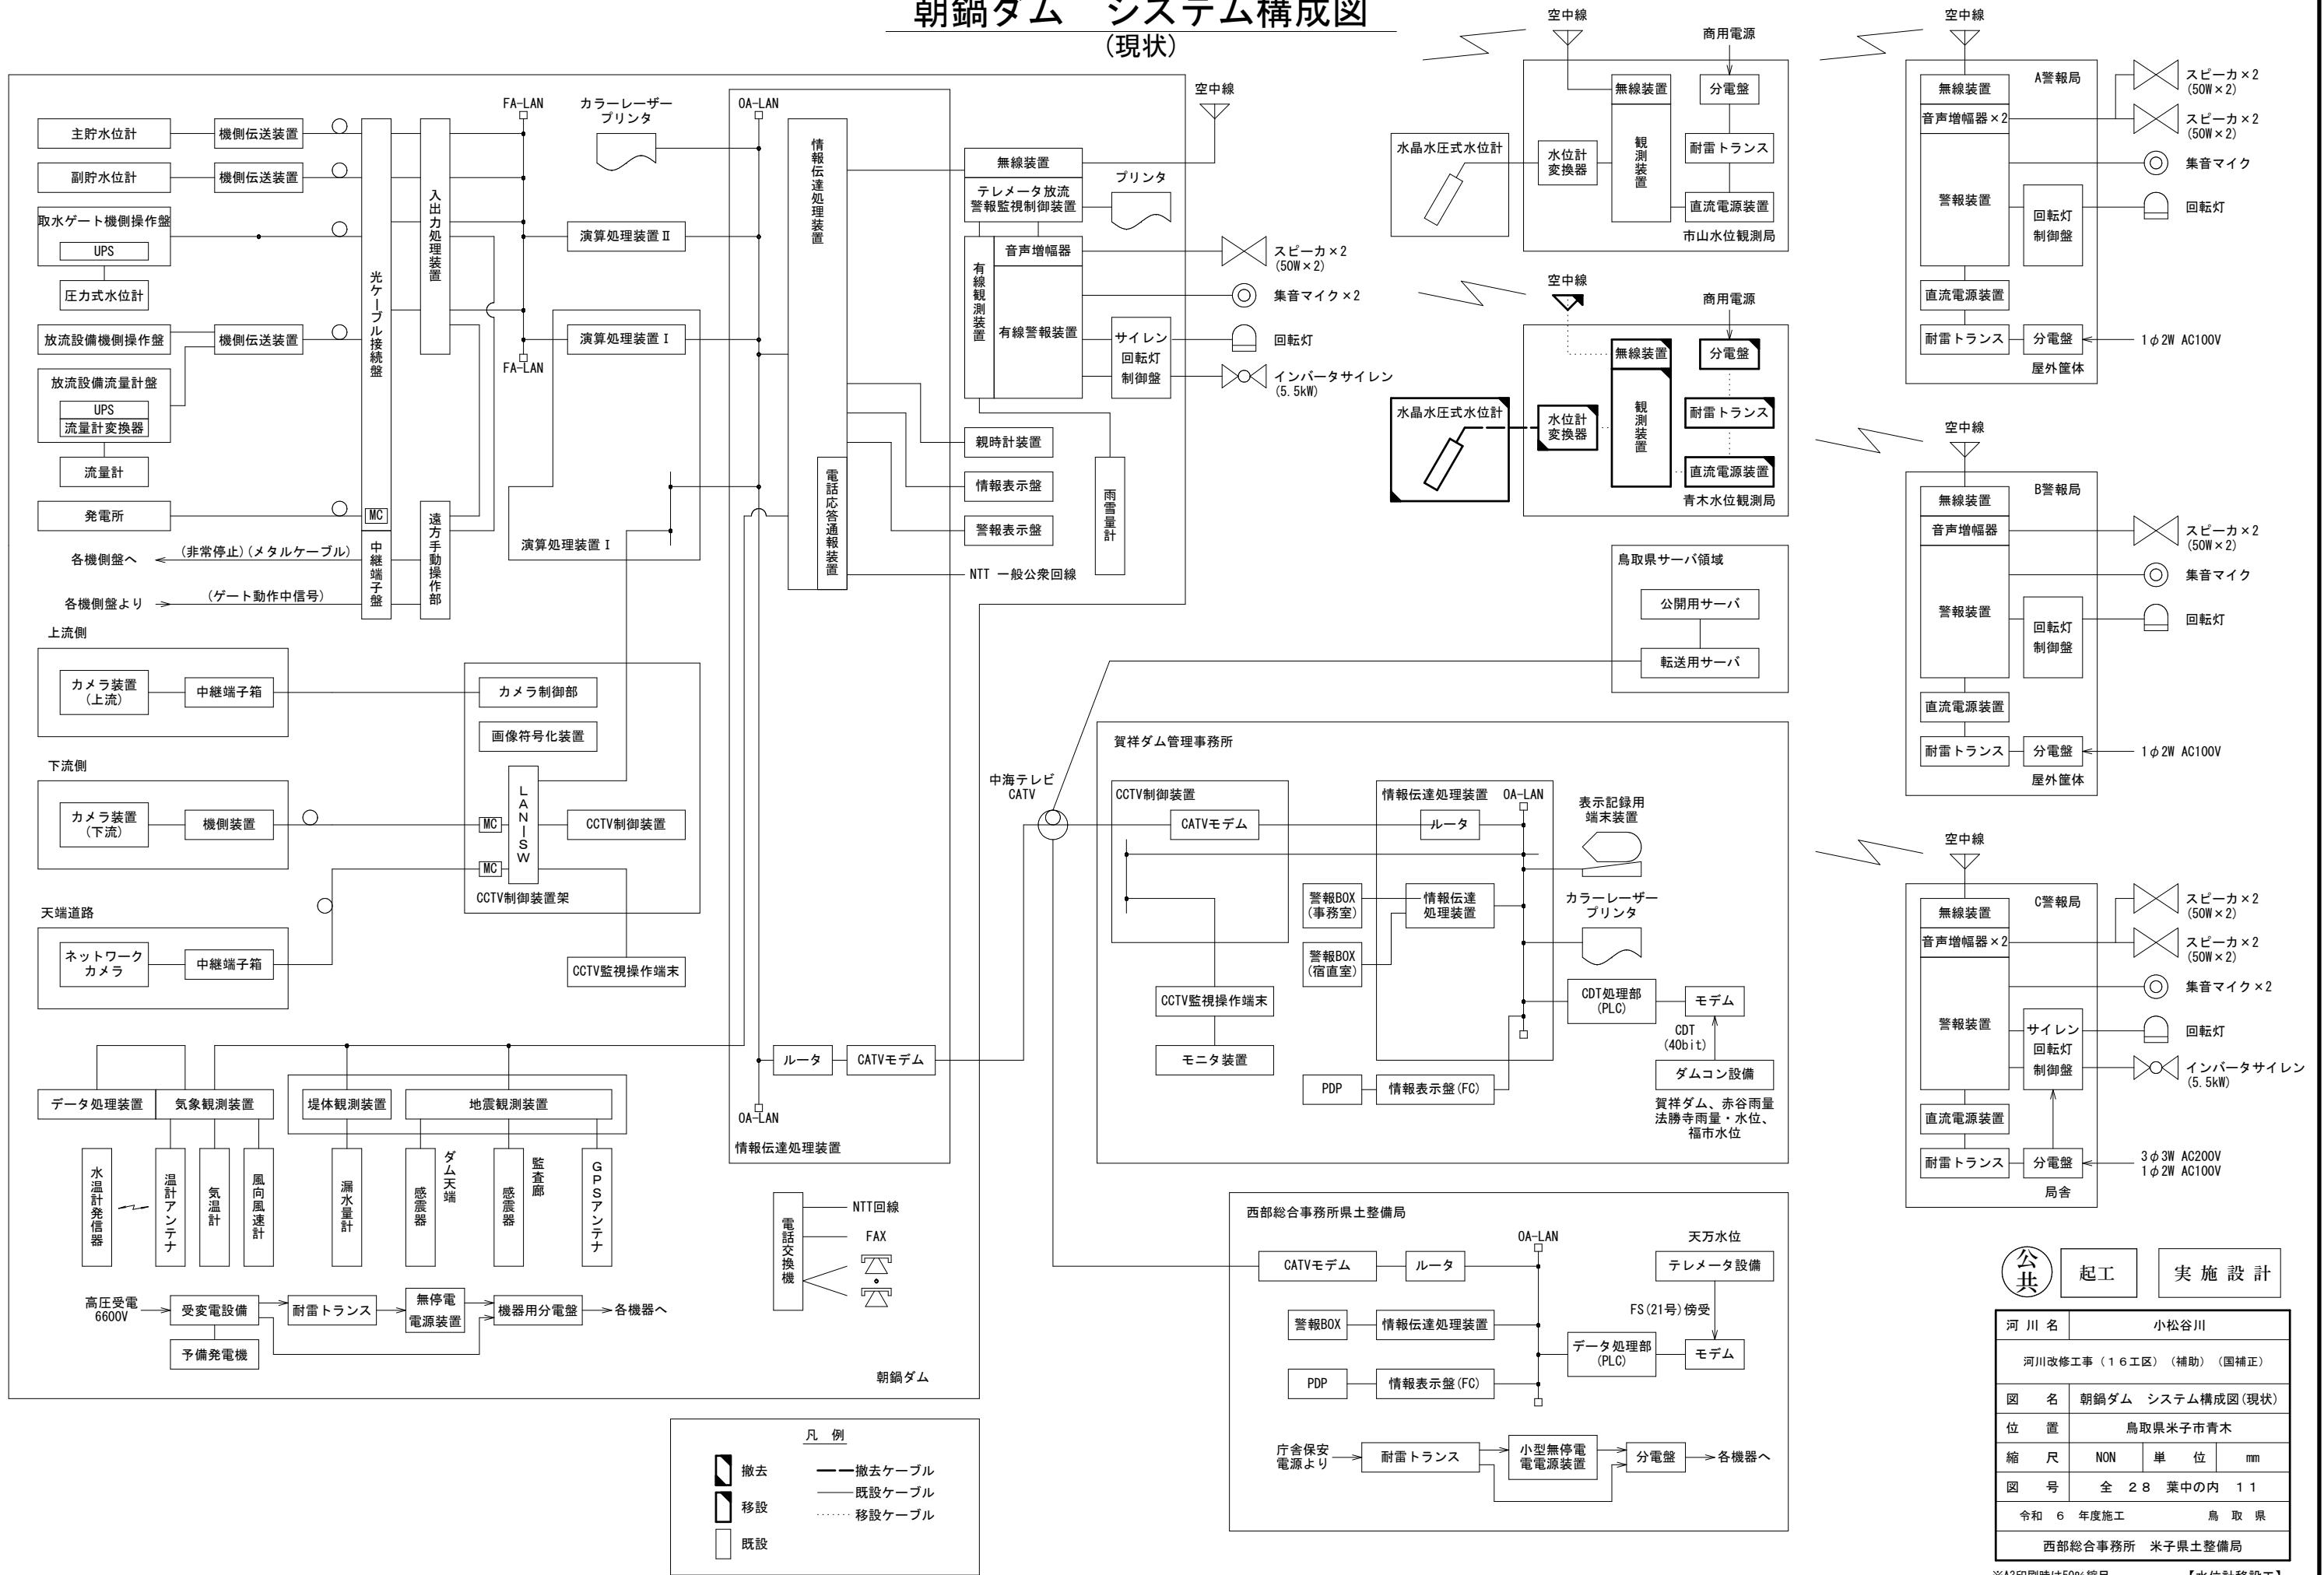 朝鍋ダム　システム構成図
(現状)
FA-LAN
カラーレーザー
プリンタ
OA-LAN
空中線
主貯水位計
機側伝送装置
副貯水位計
機側伝送装置
取水ゲート機側操作盤
UPS
圧力式水位計
放流設備機側操作盤
機側伝送装置
放流設備流量計盤
UPS
流量計変換器
流量計
発電所
MC
光ケーブル接続盤
中継端子盤
入出力処理装置
遠方手動操作部
各機側盤へ
(非常停止)(メタルケーブル)
各機側盤より
(ゲート動作中信号)
FA-LAN
演算処理装置Ⅱ
演算処理装置Ⅰ
演算処理装置Ⅰ
情報伝達処理装置
電話応答通報装置
無線装置
テレメータ放流
警報監視制御装置
プリンタ
有線観測装置
音声増幅器
有線警報装置
サイレン
回転灯
制御盤
スピーカ×2
(50W×2)
集音マイク×2
回転灯
インバータサイレン
(5.5kW)
親時計装置
情報表示盤
警報表示盤
雨雪量計
NTT 一般公衆回線
上流側
カメラ装置
(上流)
中継端子箱
カメラ制御部
画像符号化装置
下流側
カメラ装置
(下流)
機側装置
MC
LAN-SW
CCTV制御装置
MC
CCTV制御装置架
天端道路
ネットワーク
カメラ
中継端子箱
CCTV監視操作端末
データ処理装置
気象観測装置
堤体観測装置
地震観測装置
水温計発信器
温計アンテナ
気温計
風向風速計
漏水量計
感震器
ダム天端
感震器
監査廊
GPSアンテナ
ルータ
CATVモデム
OA-LAN
情報伝達処理装置
電話交換機
NTT回線
FAX
高圧受電
6600V
受変電設備
予備発電機
耐雷トランス
無停電
電源装置
機器用分電盤
各機器へ
朝鍋ダム
凡　例
撤去
移設
既設
撤去ケーブル
既設ケーブル
移設ケーブル
空中線
商用電源
無線装置
分電盤
水晶水圧式水位計
水位計
変換器
観測装置
耐雷トランス
直流電源装置
市山水位観測局
空中線
商用電源
無線装置
分電盤
水晶水圧式水位計
水位計
変換器
観測装置
耐雷トランス
直流電源装置
青木水位観測局
鳥取県サーバ領域
公開用サーバ
転送用サーバ
中海テレビ
CATV
賀祥ダム管理事務所
CCTV制御装置
CATVモデム
情報伝達処理装置
OA-LAN
ルータ
表示記録用
端末装置
警報BOX
(事務室)
情報伝達
処理装置
カラーレーザー
プリンタ
警報BOX
(宿直室)
CCTV監視操作端末
モニタ装置
CDT処理部
(PLC)
モデム
CDT
(40bit)
ダムコン設備
PDP
情報表示盤(FC)
賀祥ダム、赤谷雨量
法勝寺雨量・水位、
福市水位
西部総合事務所県土整備局
CATVモデム
ルータ
OA-LAN
天万水位
テレメータ設備
FS(21号)傍受
警報BOX
情報伝達処理装置
データ処理部
(PLC)
モデム
PDP
情報表示盤(FC)
庁舎保安
電源より
耐雷トランス
小型無停電
電電源装置
分電盤
各機器へ
空中線
A警報局
無線装置
音声増幅器×2
警報装置
回転灯
制御盤
直流電源装置
耐雷トランス
分電盤
屋外筐体
スピーカ×2
(50W×2)
スピーカ×2
(50W×2)
集音マイク
回転灯
1φ2W AC100V
空中線
B警報局
無線装置
音声増幅器
警報装置
回転灯
制御盤
直流電源装置
耐雷トランス
分電盤
屋外筐体
スピーカ×2
(50W×2)
集音マイク
回転灯
1φ2W AC100V
空中線
C警報局
無線装置
音声増幅器×2
警報装置
サイレン
回転灯
制御盤
直流電源装置
耐雷トランス
分電盤
局舎
スピーカ×2
(50W×2)
スピーカ×2
(50W×2)
集音マイク×2
回転灯
インバータサイレン
(5.5kW)
3φ3W AC200V
1φ2W AC100V
公共
起工
実施設計
河川名　小松谷川
河川改修工事（１６工区）（補助）（国補正）
図　名　朝鍋ダム　システム構成図(現状)
位　置　鳥取県米子市青木
縮　尺　NON　単　位　mm
図　号　全　２８　葉中の内　１１
令和　６　年度施工　鳥　取　県
西部総合事務所　米子県土整備局
※A3印刷時は50%縮尺　【水位計移設工】